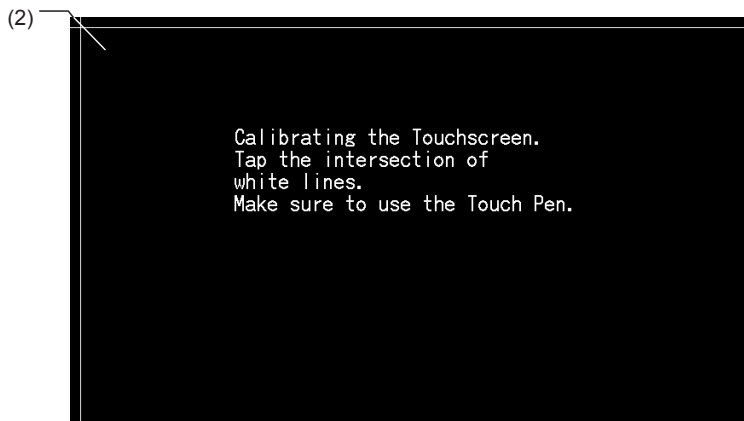 (2)
Calibrating the Touchscreen.
Tap the intersection of
white lines.
Make sure to use the Touch Pen.